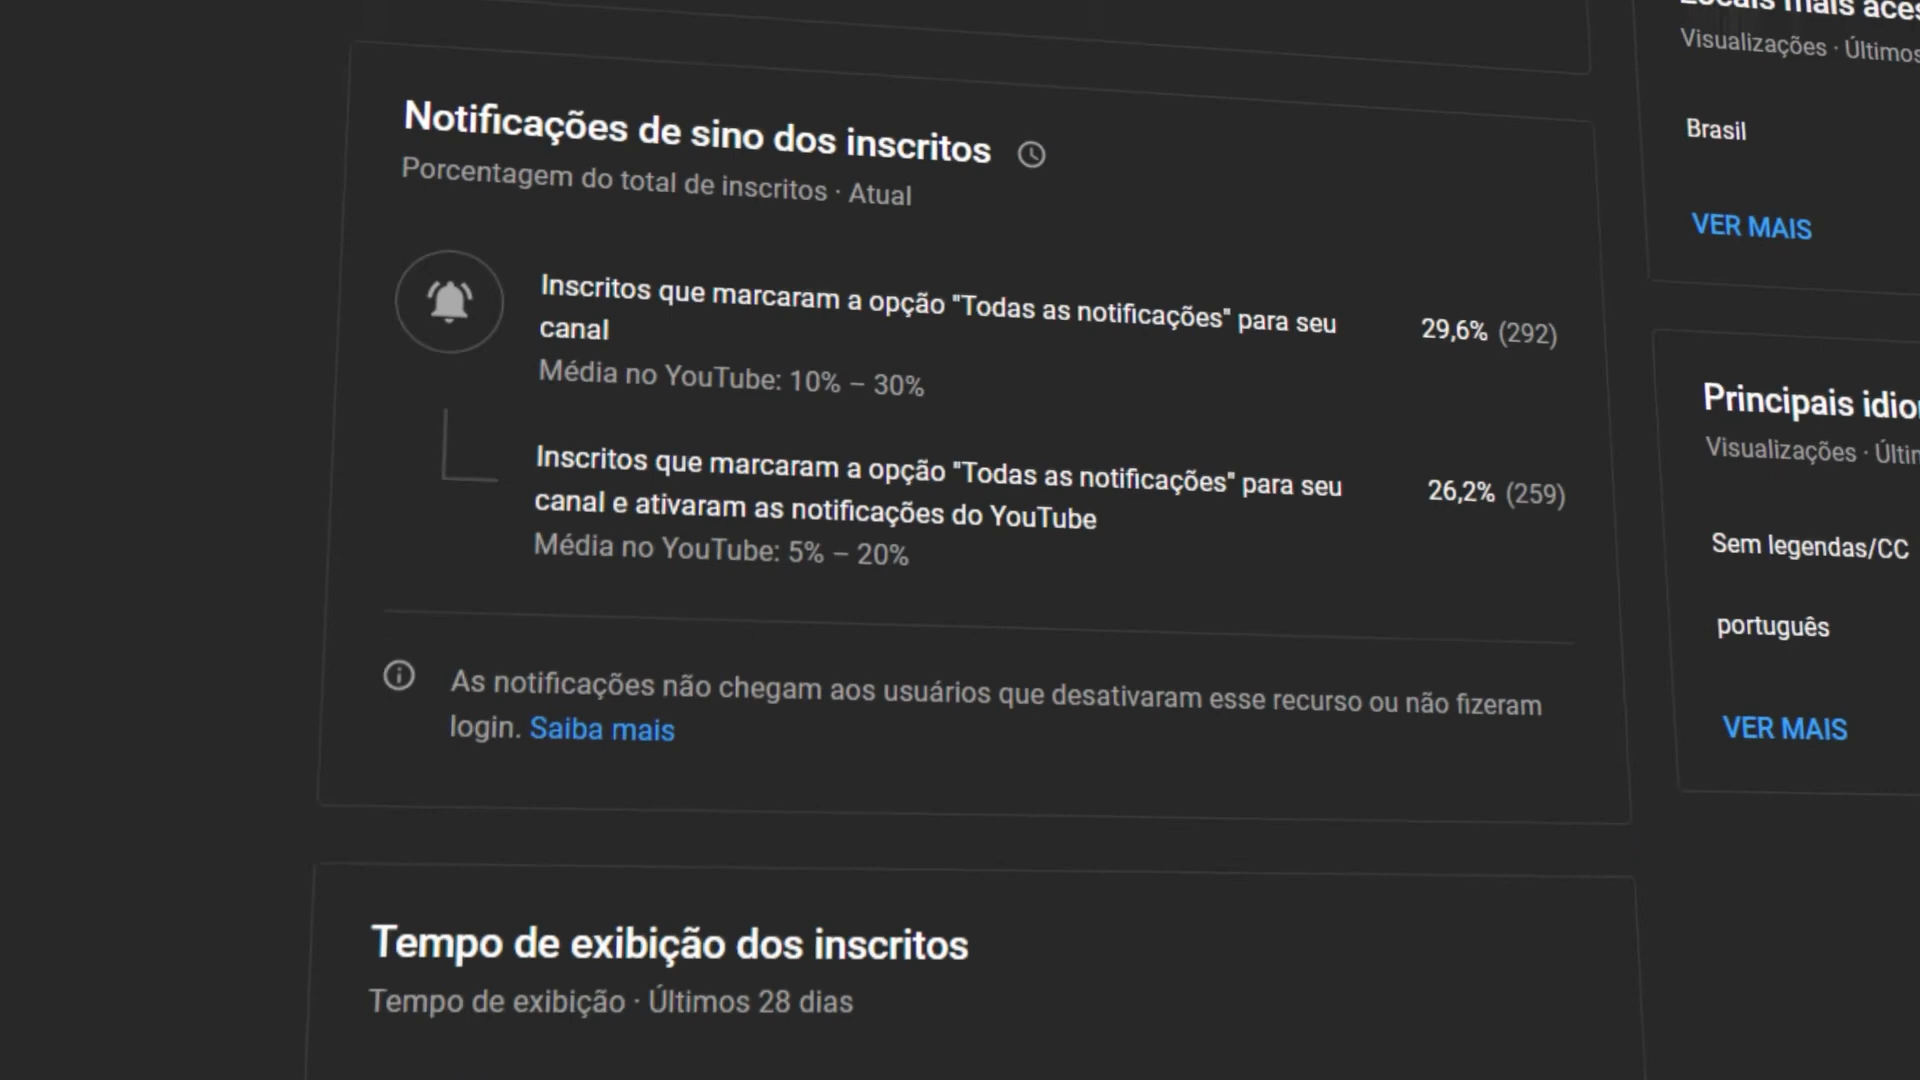 Notificações de sino dos inscritos
Porcentagem do total de inscritos · Atual
Inscritos que marcaram a opção "Todas as notificações" para seu
canal
29,6% (292)
Média no YouTube: 10% – 30%
Inscritos que marcaram a opção "Todas as notificações" para seu
canal e ativaram as notificações do YouTube
26,2% (259)
Média no YouTube: 5% – 20%
As notificações não chegam aos usuários que desativaram esse recurso ou não fizeram
login. Saiba mais
Tempo de exibição dos inscritos
Tempo de exibição · Últimos 28 dias
mais
Visualizações · Últimos
Brasil
VER MAIS
Principais
Visualizações ·
Sem legendas/CC
português
VER MAIS